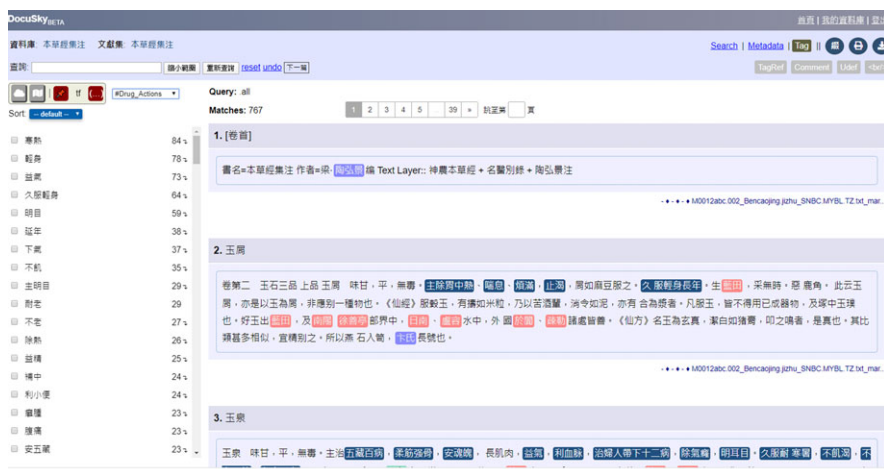 DocuSky BETA
首頁 | 我的資料庫 | 登出
資料庫: 本草經集注 文獻集 本草經集注
Search | Metadata | Tag ||
查詢:
縮小範圍 重新查詢 reset undo 下一篇
TagRef Comment Udef <br/>
tf {...} #Drug_Actions
Query: .all
Sort: -- default --
Matches: 767
1 2 3 4 5 39 » 跳至第 頁
寒熱 84
輕身 78
益氣 73
久服輕身 64
明目 59
延年 38
下氣 37
不飢 35
主明目 29
耐老 29
不老 27
除熱 26
益精 25
補中 24
利小便 24
癰腫 23
腹痛 23
安五藏 23
1. [卷首]
書名=本草經集注 作者=梁· 陶弘景 編 Text Layer:: 神農本草經 + 名醫別錄 + 陶弘景注
- ♦ - ♦ - ♦ M0012abc.002_Bencaojing.jizhu_SNBC.MYBL.TZ.txt_mar..
2. 玉屑
卷第二 玉石三品 上品 玉屑 味甘,平,無毒。主除胃中熱、喘息、煩滿,止渴,屑如麻豆服之。久服輕身長年。生藍田,采無時。惡 鹿角。 此云玉
屑,亦是以玉為屑,非應別一種物也。《仙經》服轂玉,有擣如米粒,乃以苦酒輩,消令如泥,亦有 合為漿者。凡服玉,皆不得用已成器物,及塚中玉璞
也。好玉出藍田,及南陽 徐善亭部界中,日南、盧容水中,外 國于闐、疏勒諸處皆善。《仙方》名玉為玄真,潔白如猪膏,叩之鳴者,是真也。其比
類甚多相似,宜精別之。所以燕 石入笥,卞氏長號也。
- ♦ - ♦ - ♦ M0012abc.002_Bencaojing.jizhu_SNBC.MYBL.TZ.txt_mar..
3. 玉泉
玉泉 味甘,平,無毒。主治五藏百病,柔筋強骨,安魂魄, 長肌肉,益氣,利血脉,治婦人帶下十二病,除氣癃,明耳目。久服耐 寒暑,不飢渴,不